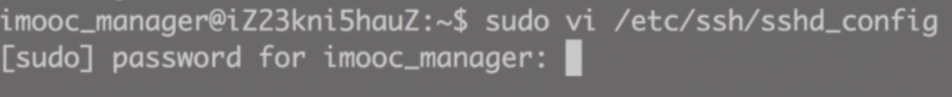 imooc_manager@iZ23kni5hauZ:~$ sudo vi /etc/ssh/sshd_config
[sudo] password for imooc_manager: